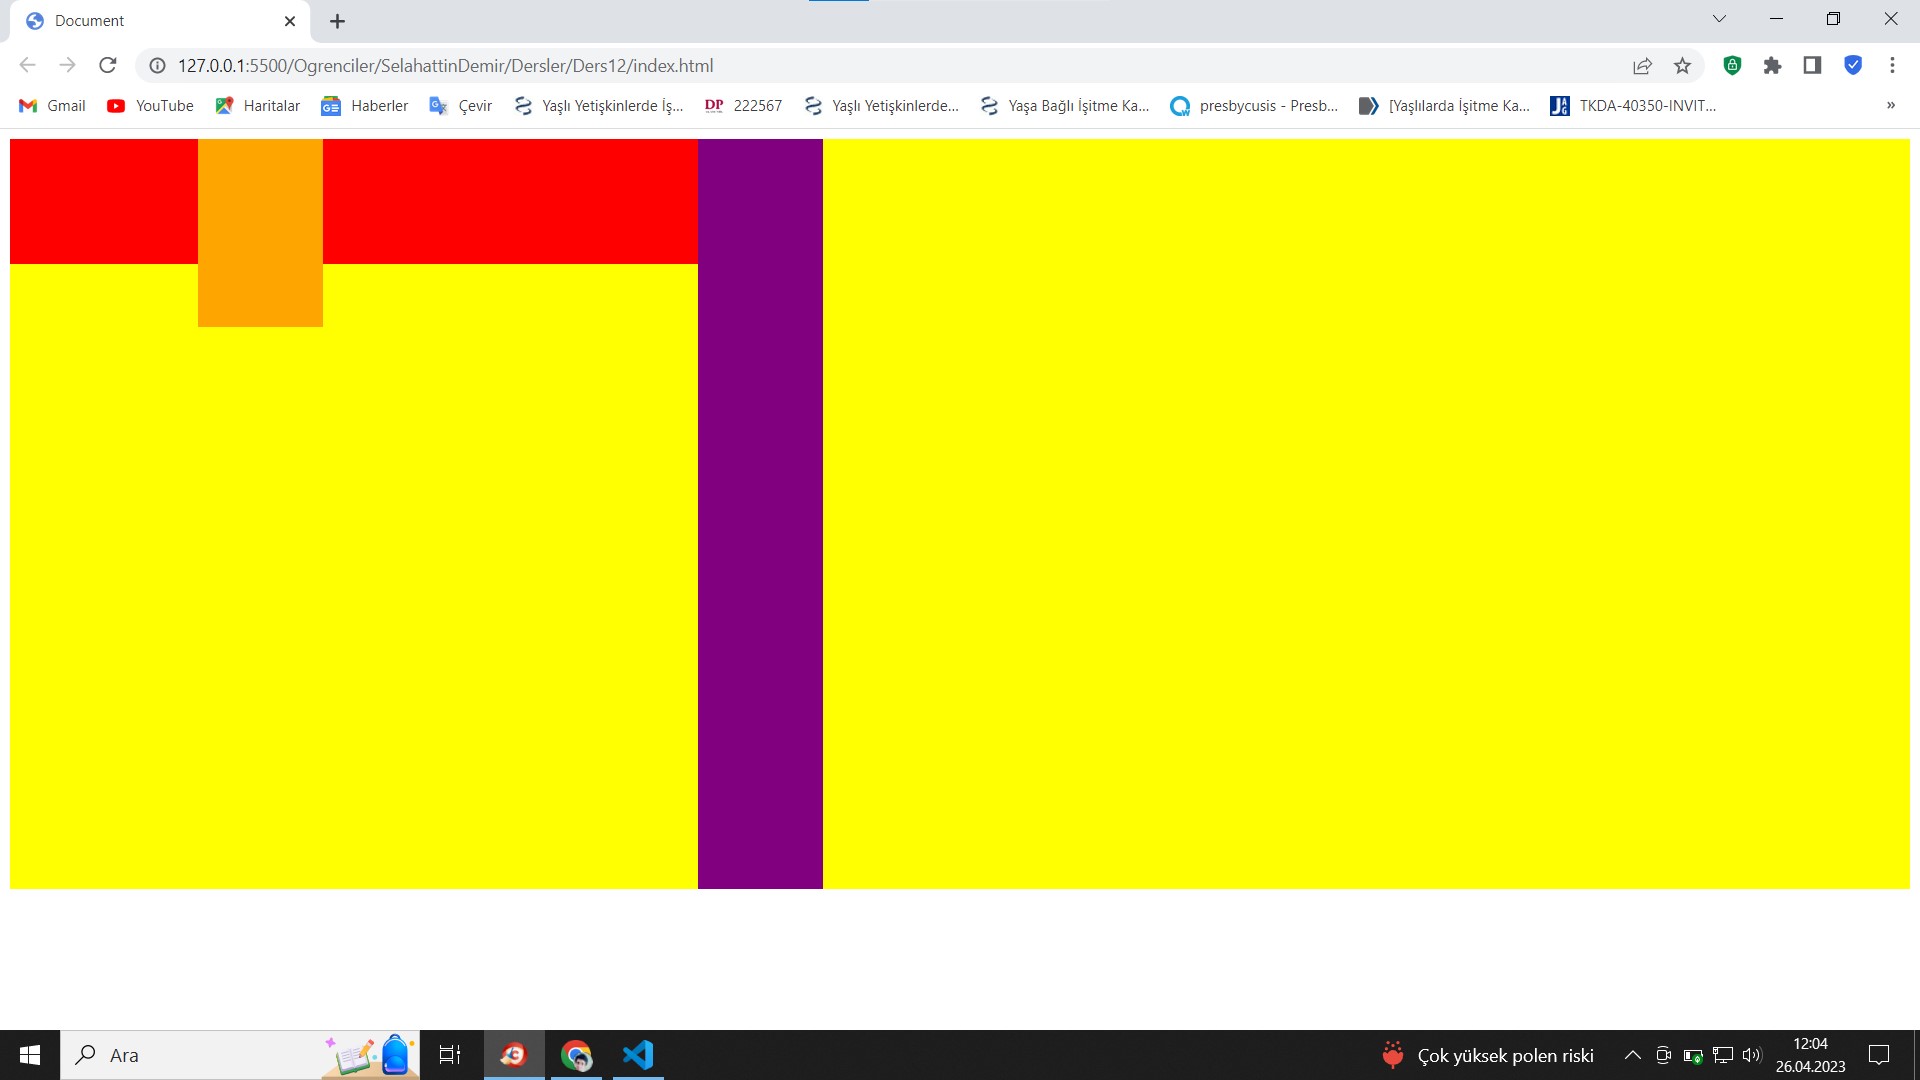 Document
127.0.0.1:5500/Ogrenciler/SelahattinDemir/Dersler/Ders12/index.html
Gmail YouTube Haritalar Haberler Çevir Yaşlı Yetişkinlerde İş... DP 222567 Yaşlı Yetişkinlerde... Yaşa Bağlı İşitme Ka... presbycusis - Presb... [Yaşlılarda İşitme Ka... TKDA-40350-INVIT... »
Ara
Çok yüksek polen riski
12:04
26.04.2023